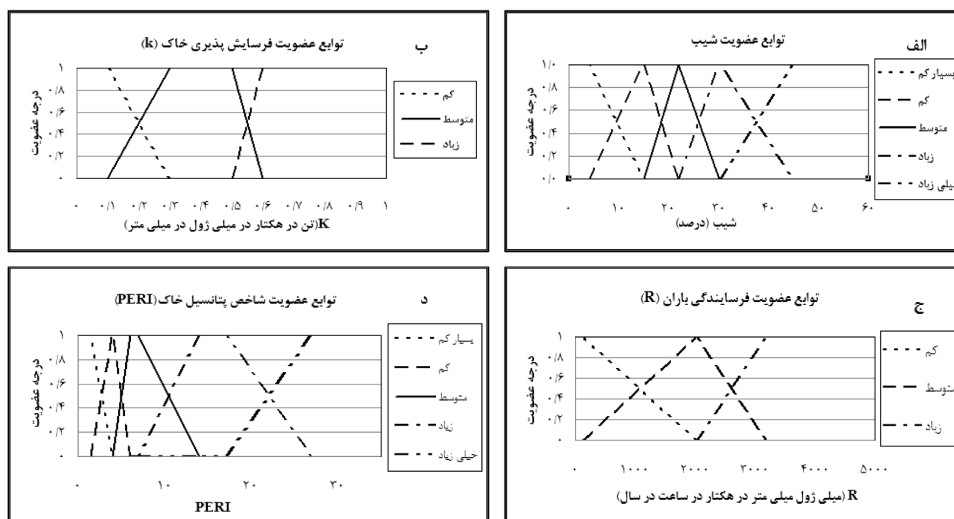 الف
توابع عضویت شیب
درجه عضویت
۱/۰
۰/۸
۰/۶
۰/۴
۰/۲
۰/۰
۰ ۱۰ ۲۰ ۳۰ ۴۰ ۵۰ ۶۰
شیب (درصد)
بسیار کم
کم
متوسط
زیاد
خیلی زیاد
ب
توابع عضویت فرسایش پذیری خاک (k)
درجه عضویت
۱
۰/۸
۰/۶
۰/۴
۰/۲
۰
۰ ۰/۱ ۰/۲ ۰/۳ ۰/۴ ۰/۵ ۰/۶ ۰/۷ ۰/۸ ۰/۹ ۱
K(تن در هکتار در میلی ژول در میلی متر)
کم
متوسط
زیاد
ج
توابع عضویت فرسایندگی باران (R)
درجه عضویت
۱
۰/۸
۰/۶
۰/۴
۰/۲
۰
۰ ۱۰۰۰ ۲۰۰۰ ۳۰۰۰ ۴۰۰۰ ۵۰۰۰
R (میلی ژول میلی متر در هکتار در ساعت در سال)
کم
متوسط
زیاد
د
توابع عضویت شاخص پتانسیل خاک (PERI)
درجه عضویت
۱
۰/۸
۰/۶
۰/۴
۰/۲
۰
۰ ۱۰ ۲۰ ۳۰
PERI
بسیار کم
کم
متوسط
زیاد
خیلی زیاد